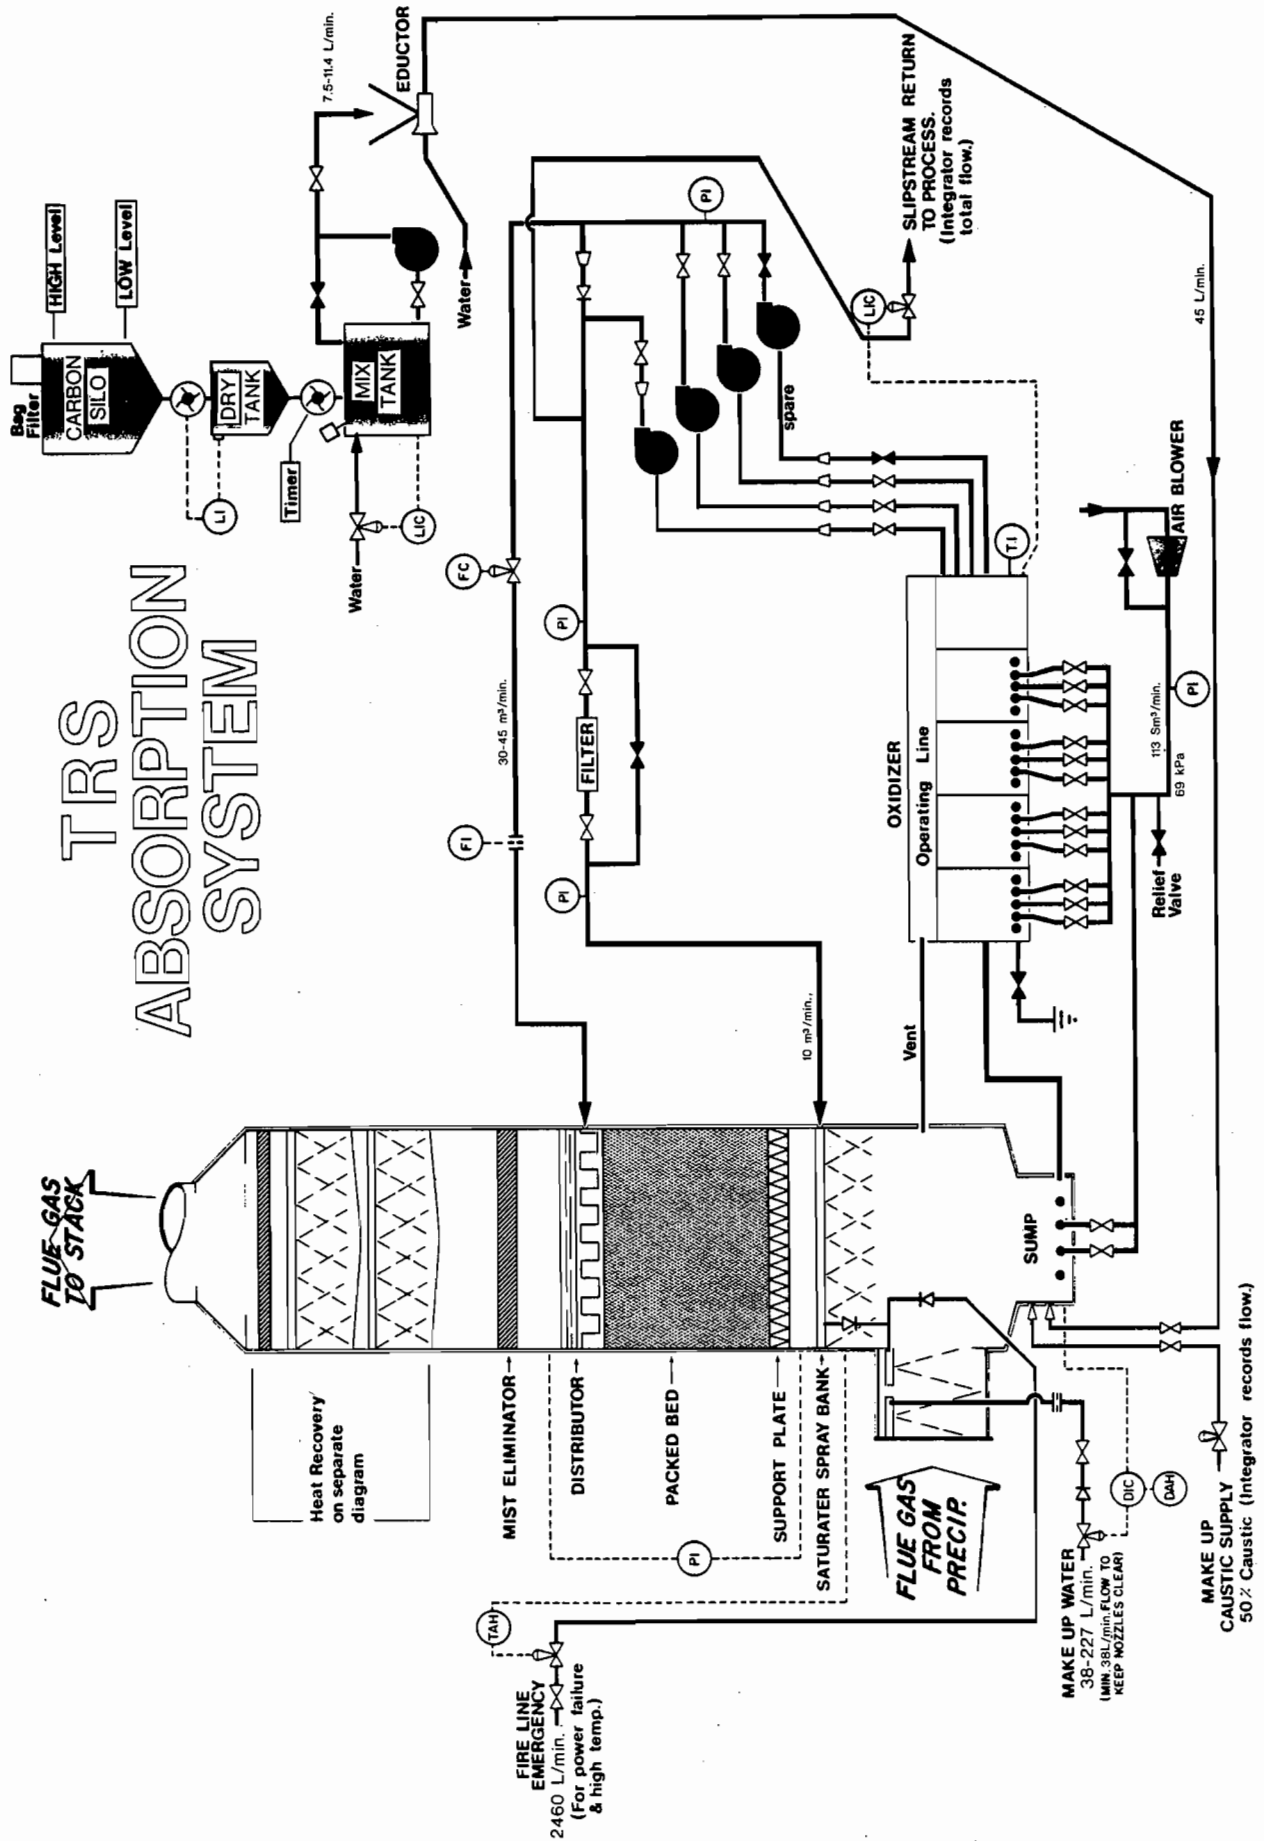 TRS
ABSORPTION
SYSTEM
Bag
Filter
CARBON
SILO
HIGH Level
LOW Level
LI
DRY
TANK
Timer
MIX
TANK
Water
LIC
7.5-11.4 L/min.
EDUCTOR
Water
FLUE GAS
TO STACK
Heat Recovery
on separate
diagram
MIST ELIMINATOR
DISTRIBUTOR
PACKED BED
SUPPORT PLATE
SATURATER SPRAY BANK
PI
TAH
FIRE LINE
EMERGENCY
2460 L/min.
(For power failure
& high temp.)
FLUE GAS
FROM
PRECIP.
MAKE UP WATER
38-227 L/min.
(MIN. 38L/min. FLOW TO
KEEP NOZZLES CLEAR)
DIC
DAH
MAKE UP
CAUSTIC SUPPLY
50% Caustic (Integrator records flow.)
SUMP
Vent
FI
30-45 m³/min.
FC
PI
FILTER
PI
10 m³/min.,
PI
spare
LIC
SLIPSTREAM RETURN
TO PROCESS.
(Integrator records
total flow.)
OXIDIZER
Operating Line
T.I
Relief
Valve
113 Sm³/min.
69 kPa
PI
AIR BLOWER
45 L/min.